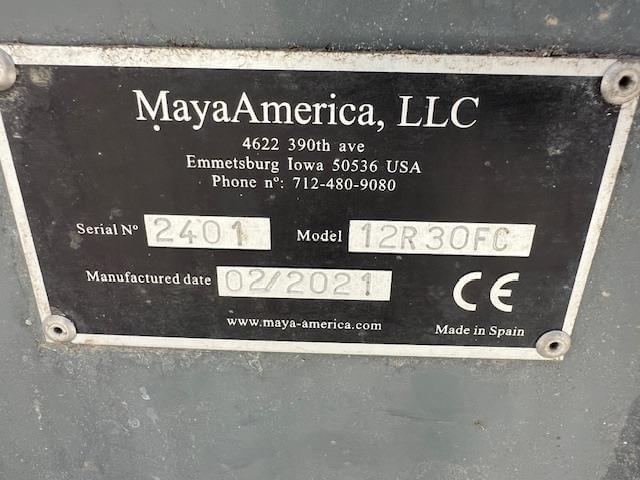 MayaAmerica, LLC
4622 390th ave
Emmetsburg Iowa 50536 USA
Phone nº: 712-480-9080
Serial Nº 2401 Model 12R30FC
Manufactured date 02/2021
CE
www.maya-america.com Made in Spain